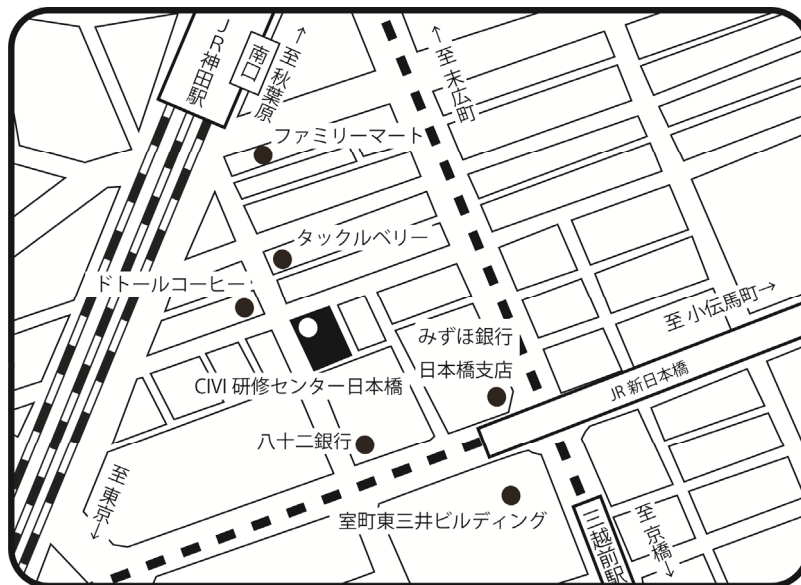 JR神田駅
南口
↑至 秋葉原
↑至 末広町
ファミリーマート
タックルベリー
ドトールコーヒー
至 小伝馬町→
みずほ銀行
日本橋支店
CIVI 研修センター日本橋
JR 新日本橋
八十二銀行
至 東京↓
室町東三井ビルディング
三越前駅
至 京橋↓